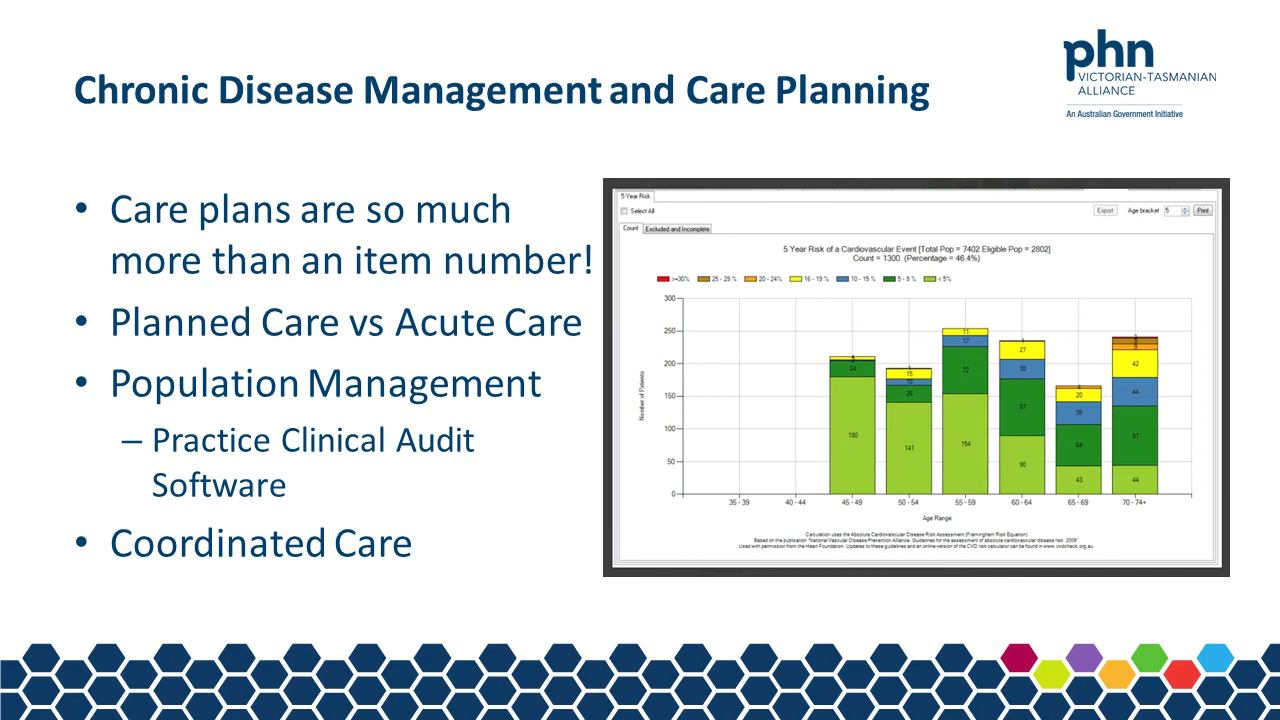 Chronic Disease Management and Care Planning
phn
VICTORIAN-TASMANIAN
ALLIANCE
An Australian Government Initiative
• Care plans are so much
more than an item number!
• Planned Care vs Acute Care
• Population Management
– Practice Clinical Audit
Software
• Coordinated Care
5 Year Risk
Select All
Export
Age bracket
5
Print
Count
Excluded and Incomplete
5 Year Risk of a Cardiovascular Event [Total Pop = 7402 Eligible Pop = 2802]
Count = 1300 (Percentage = 46.4%)
>=30% 25 - 29 % 20 - 24% 16 - 19 % 10 - 15 % 5 - 9 % < 5%
Number of Patients
300
250
200
150
100
50
0
24
180
15
10
26
141
11
17
72
154
1
27
30
87
90
20
35
64
43
42
44
91
44
35 - 39 40 - 44 45 - 49 50 - 54 55 - 59 60 - 64 65 - 69 70 - 74+
Age Range
Calculation uses the Absolute Cardiovascular Disease Risk Assessment (Framingham Risk Equation)
Based on the publication "National Vascular Disease Prevention Alliance. Guidelines for the assessment of absolute cardiovascular disease risk. 2009".
Used with permission from the Heart Foundation. Updates to these guidelines and an online version of the CVD risk calculator can be found in www.cvdcheck.org.au.